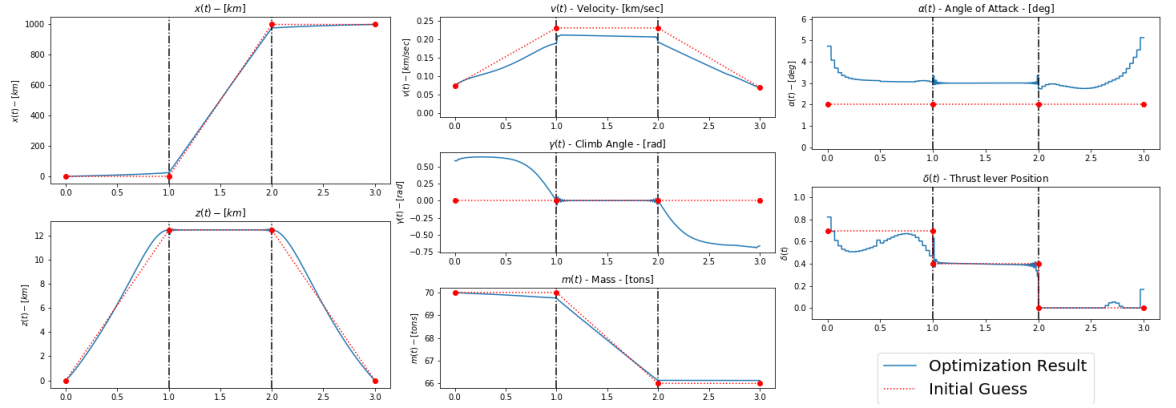 x(t) − [km]
x(t) − [km]
1000
800
600
400
200
0
0.0 0.5 1.0 1.5 2.0 2.5 3.0
z(t) − [km]
z(t) − [km]
12
10
8
6
4
2
0
0.0 0.5 1.0 1.5 2.0 2.5 3.0
v(t) - Velocity- [km/sec]
v(t) − [km/sec]
0.25
0.20
0.15
0.10
0.05
0.00
0.0 0.5 1.0 1.5 2.0 2.5 3.0
γ(t) - Climb Angle - [rad]
γ(t) − [rad]
0.50
0.25
0.00
−0.25
−0.50
−0.75
0.0 0.5 1.0 1.5 2.0 2.5 3.0
m(t) - Mass - [tons]
m(t) − [tons]
70
69
68
67
66
0.0 0.5 1.0 1.5 2.0 2.5 3.0
α(t) - Angle of Attack - [deg]
α(t) − [deg]
6
5
4
3
2
1
0
0.0 0.5 1.0 1.5 2.0 2.5 3.0
δ(t) - Thrust lever Position
δ(t)
1.0
0.8
0.6
0.4
0.2
0.0
0.0 0.5 1.0 1.5 2.0 2.5 3.0
Optimization Result
Initial Guess